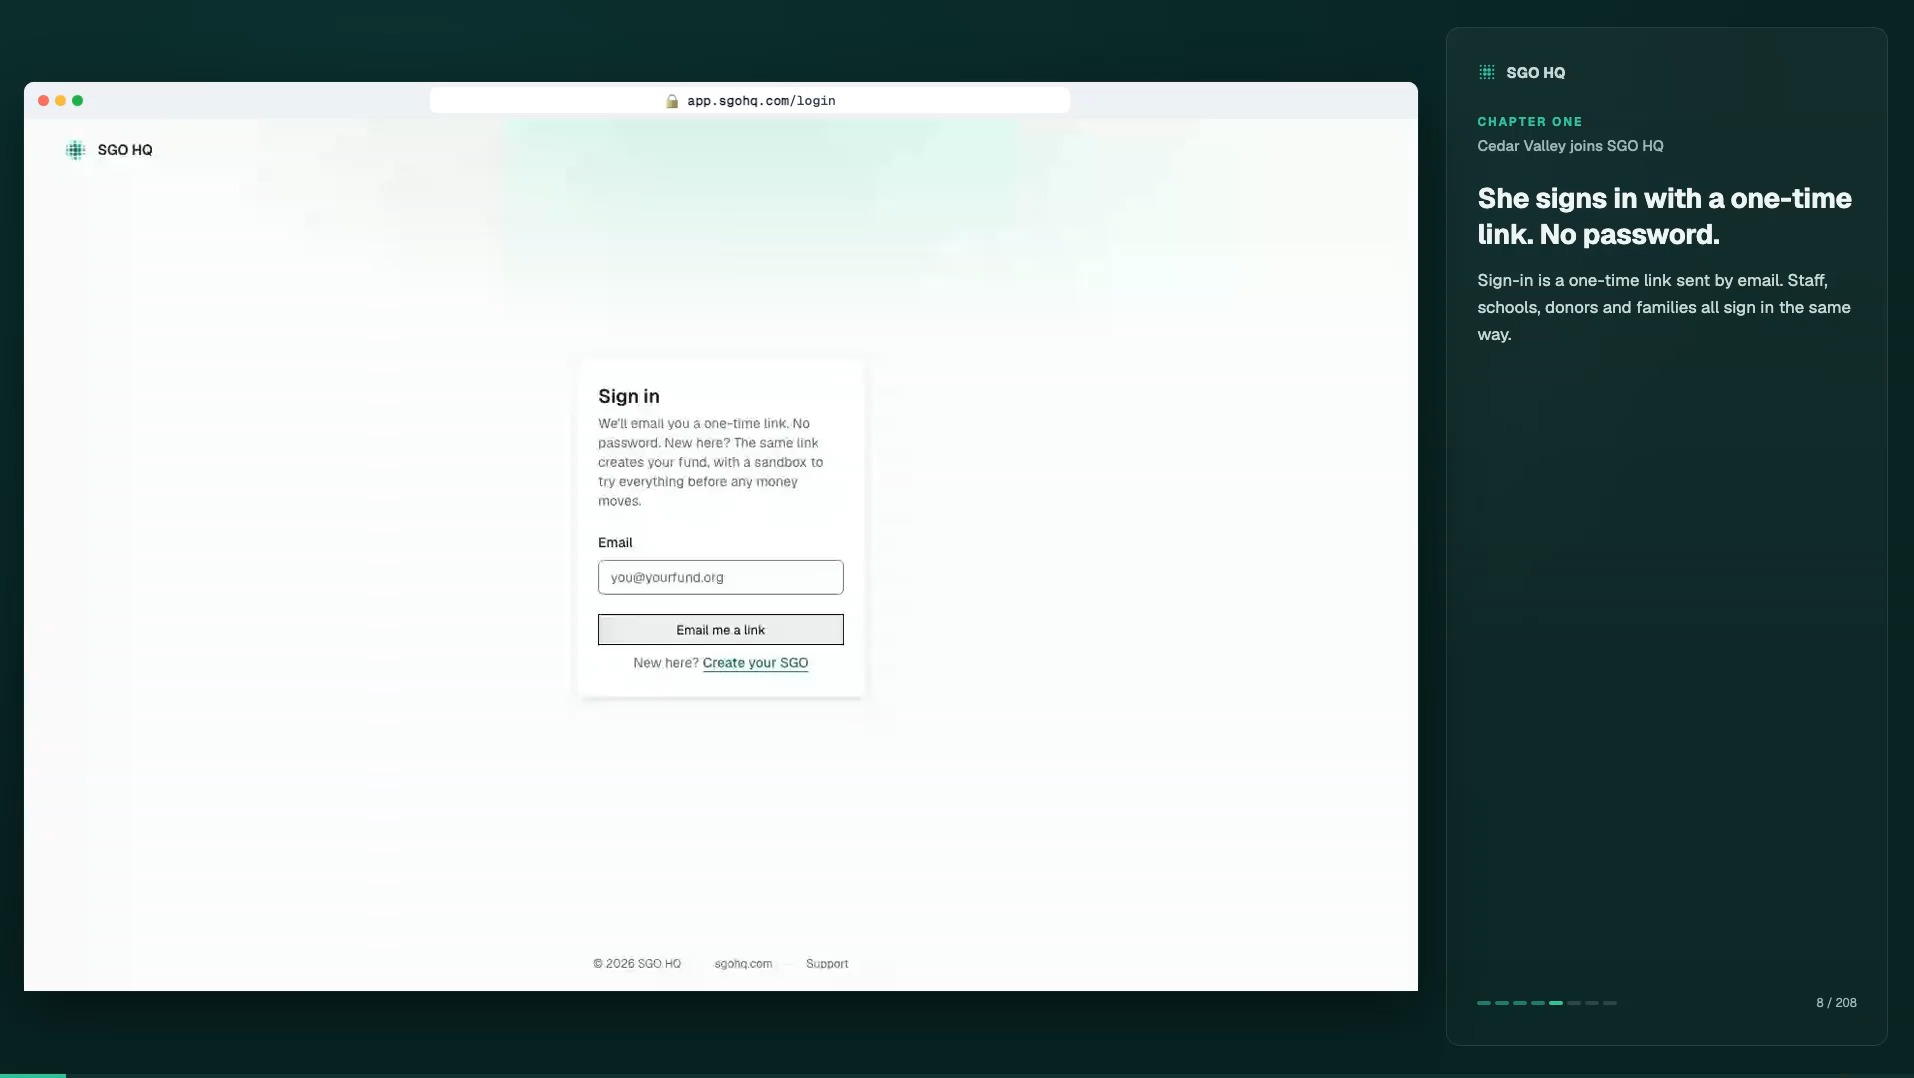 app.sgohq.com/login
SGO HQ
Sign in
We'll email you a one-time link. No
password. New here? The same link
creates your fund, with a sandbox to
try everything before any money
moves.
Email
you@yourfund.org
Email me a link
New here? Create your SGO
© 2026 SGO HQ
sgohq.com
Support
SGO HQ
CHAPTER ONE
Cedar Valley joins SGO HQ
She signs in with a one-time
link. No password.
Sign-in is a one-time link sent by email. Staff,
schools, donors and families all sign in the same
way.
8 / 208